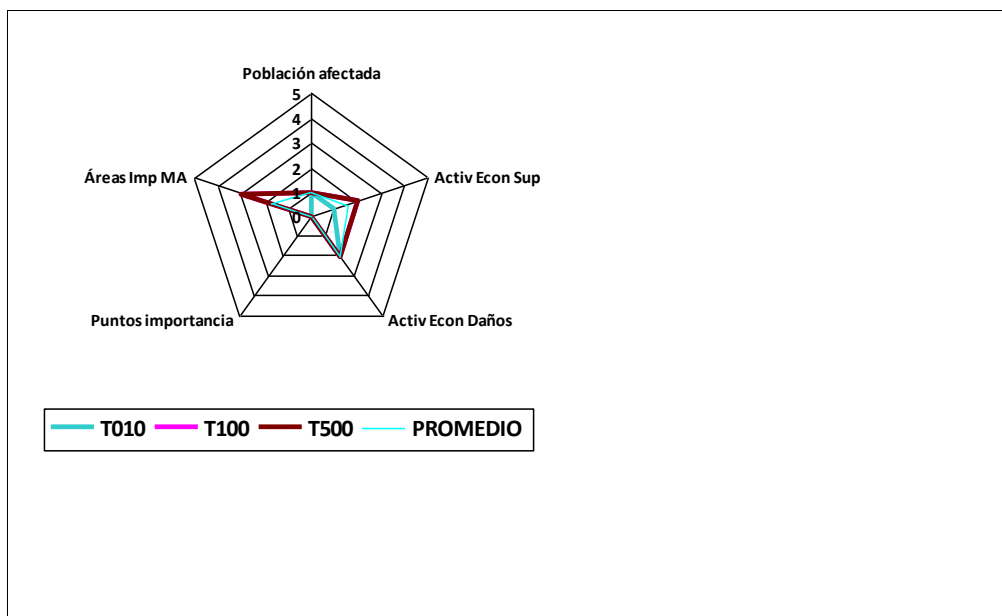 Población afectada
5
4
3
2
1
0
Áreas Imp MA
Activ Econ Sup
Puntos importancia
Activ Econ Daños
T010 T100 T500 PROMEDIO